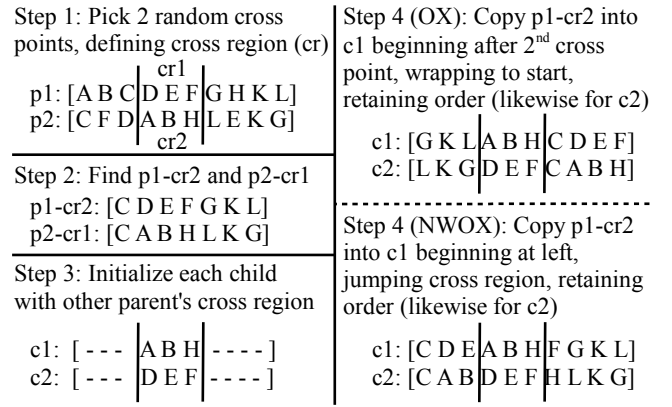 Step 1: Pick 2 random cross
points, defining cross region (cr)
cr1
p1: [A B C D E F G H K L]
p2: [C F D A B H L E K G]
cr2
Step 2: Find p1-cr2 and p2-cr1
p1-cr2: [C D E F G K L]
p2-cr1: [C A B H L K G]
Step 3: Initialize each child
with other parent's cross region
c1: [ - - - A B H - - - - ]
c2: [ - - - D E F - - - - ]
Step 4 (OX): Copy p1-cr2 into
c1 beginning after 2nd cross
point, wrapping to start,
retaining order (likewise for c2)
c1: [G K L A B H C D E F]
c2: [L K G D E F C A B H]
Step 4 (NWOX): Copy p1-cr2
into c1 beginning at left,
jumping cross region, retaining
order (likewise for c2)
c1: [C D E A B H F G K L]
c2: [C A B D E F H L K G]